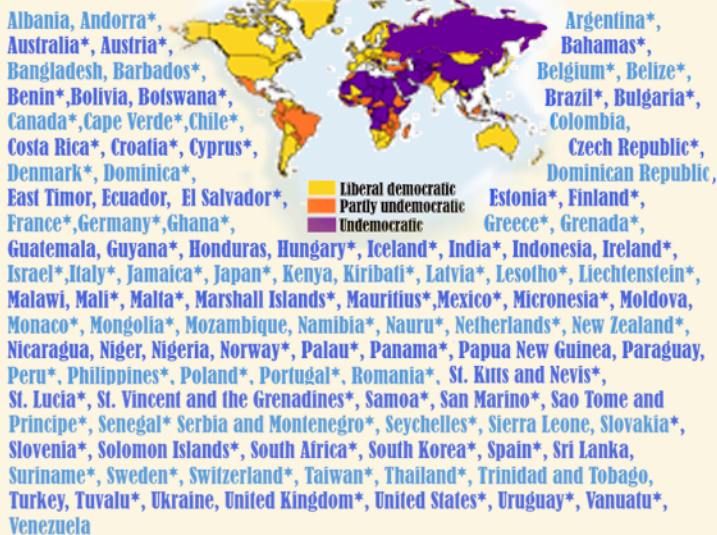 Albania, Andorra*, Argentina*,
Australia*, Austria*, Bahamas*,
Bangladesh, Barbados*, Belgium*, Belize*,
Benin*,Bolivia, Botswana*, Brazil*, Bulgaria*,
Canada*,Cape Verde*,Chile*, Colombia,
Costa Rica*, Croatia*, Cyprus*, Czech Republic*,
Denmark*, Dominica*, Dominican Republic,
East Timor, Ecuador, El Salvador*, Estonia*, Finland*,
France*,Germany*,Ghana*, Greece*, Grenada*,
Liberal democratic
Partly undemocratic
Undemocratic
Guatemala, Guyana*, Honduras, Hungary*, Iceland*, India*, Indonesia, Ireland*,
Israel*,Italy*, Jamaica*, Japan*, Kenya, Kiribati*, Latvia*, Lesotho*, Liechtenstein*,
Malawi, Mali*, Malta*, Marshall Islands*, Mauritius*,Mexico*, Micronesia*, Moldova,
Monaco*, Mongolia*, Mozambique, Namibia*, Nauru*, Netherlands*, New Zealand*,
Nicaragua, Niger, Nigeria, Norway*, Palau*, Panama*, Papua New Guinea, Paraguay,
Peru*, Philippines*, Poland*, Portugal*, Romania*, St. Kitts and Nevis*,
St. Lucia*, St. Vincent and the Grenadines*, Samoa*, San Marino*, Sao Tome and
Principe*, Senegal* Serbia and Montenegro*, Seychelles*, Sierra Leone, Slovakia*,
Slovenia*, Solomon Islands*, South Africa*, South Korea*, Spain*, Sri Lanka,
Suriname*, Sweden*, Switzerland*, Taiwan*, Thailand*, Trinidad and Tobago,
Turkey, Tuvalu*, Ukraine, United Kingdom*, United States*, Uruguay*, Vanuatu*,
Venezuela